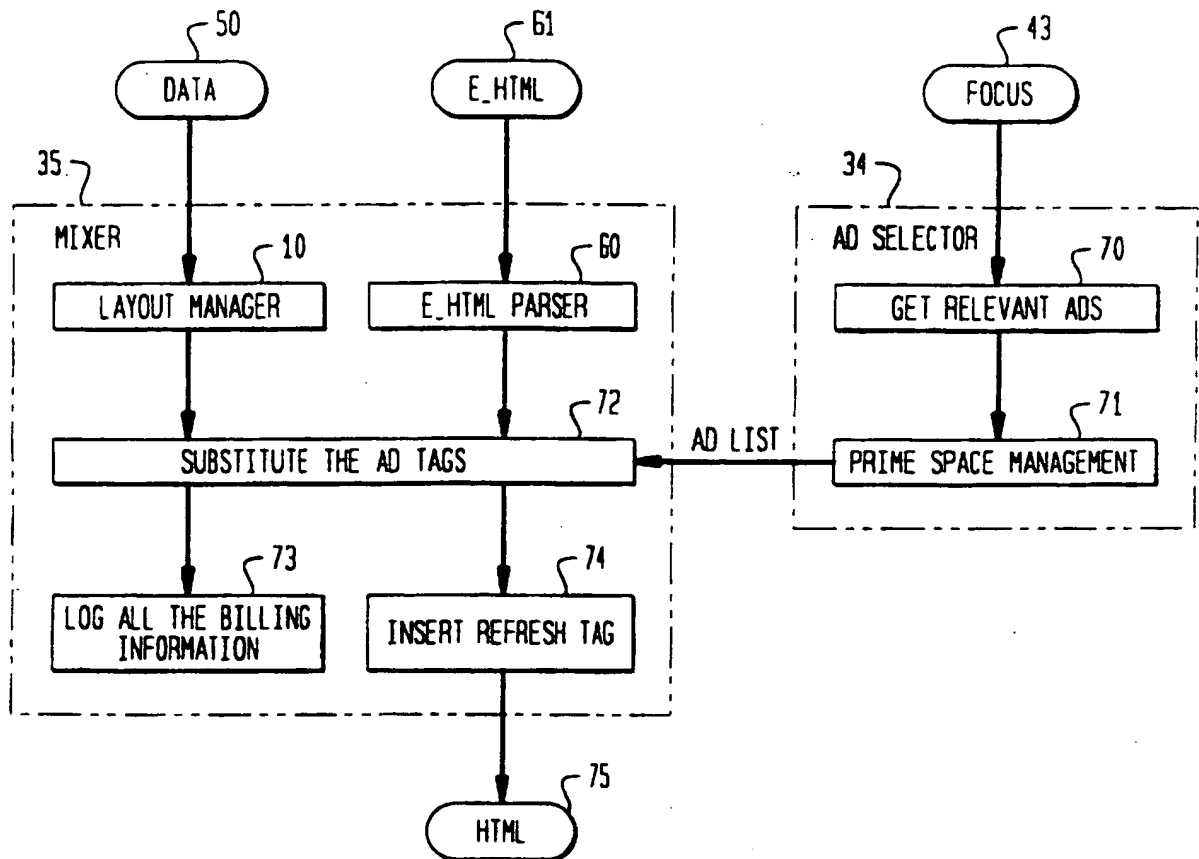 50
61
43
DATA
E_HTML
FOCUS
35
34
MIXER
AD SELECTOR
10
60
70
LAYOUT MANAGER
E_HTML PARSER
GET RELEVANT ADS
72
71
SUBSTITUTE THE AD TAGS
AD LIST
PRIME SPACE MANAGEMENT
73
74
LOG ALL THE BILLING
INFORMATION
INSERT REFRESH TAG
75
HTML